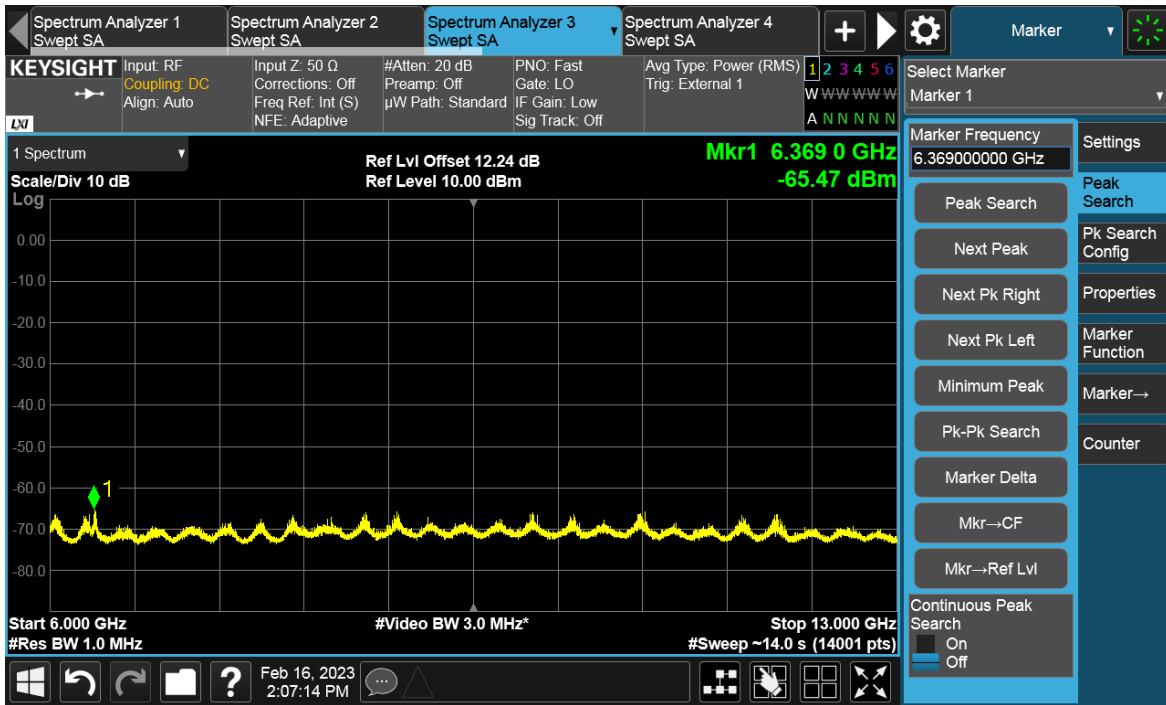 Spectrum Analyzer 1
Swept SA
Spectrum Analyzer 2
Swept SA
Spectrum Analyzer 3
Swept SA
Spectrum Analyzer 4
Swept SA
Marker
KEYSIGHT
LXI
Input: RF
Coupling: DC
Align: Auto
Input Z: 50 Ω
Corrections: Off
Freq Ref: Int (S)
NFE: Adaptive
#Atten: 20 dB
Preamp: Off
µW Path: Standard
PNO: Fast
Gate: LO
IF Gain: Low
Sig Track: Off
Avg Type: Power (RMS)
Trig: External 1
1 2 3 4 5 6
W W W W W W
A N N N N N
Select Marker
Marker 1
1 Spectrum
Scale/Div 10 dB
Log
Ref Lvl Offset 12.24 dB
Ref Level 10.00 dBm
Mkr1 6.369 0 GHz
-65.47 dBm
0.00
-10.0
-20.0
-30.0
-40.0
-50.0
-60.0
-70.0
-80.0
1
Start 6.000 GHz
#Res BW 1.0 MHz
#Video BW 3.0 MHz*
Stop 13.000 GHz
#Sweep ~14.0 s (14001 pts)
Marker Frequency
6.369000000 GHz
Peak Search
Next Peak
Next Pk Right
Next Pk Left
Minimum Peak
Pk-Pk Search
Marker Delta
Mkr→CF
Mkr→Ref Lvl
Continuous Peak
Search
On
Off
Settings
Peak
Search
Pk Search
Config
Properties
Marker
Function
Marker→
Counter
Feb 16, 2023
2:07:14 PM